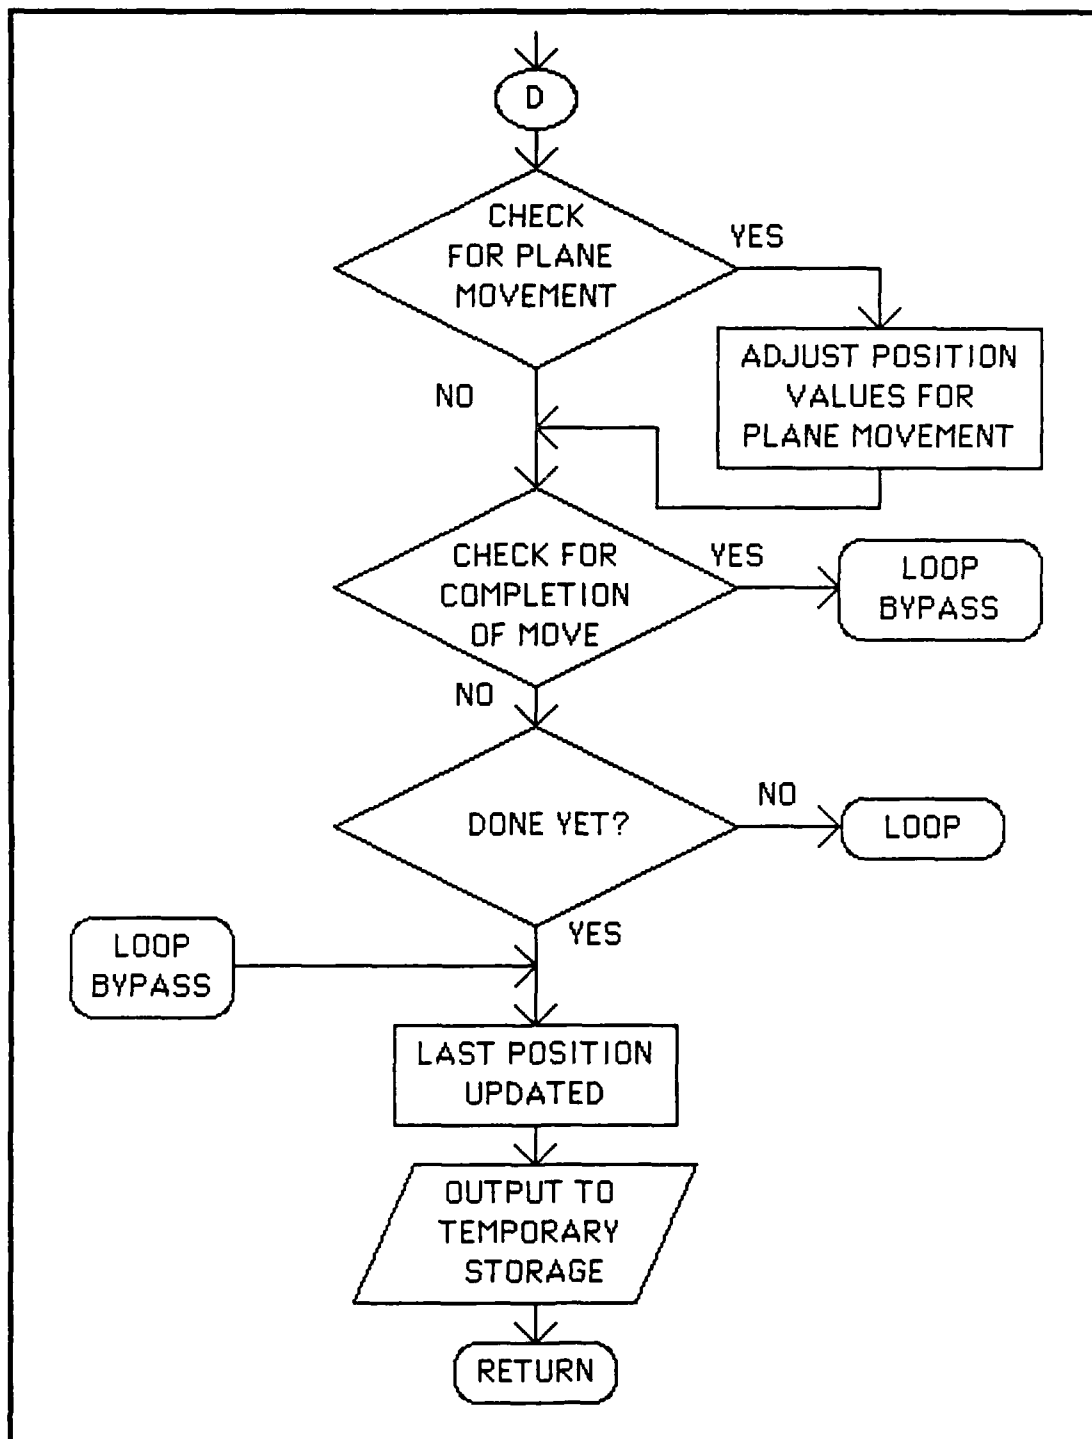 D
CHECK
FOR PLANE
MOVEMENT
YES
ADJUST POSITION
VALUES FOR
PLANE MOVEMENT
NO
CHECK FOR
COMPLETION
OF MOVE
YES
LOOP
BYPASS
NO
DONE YET?
NO
LOOP
YES
LOOP
BYPASS
LAST POSITION
UPDATED
OUTPUT TO
TEMPORARY
STORAGE
RETURN